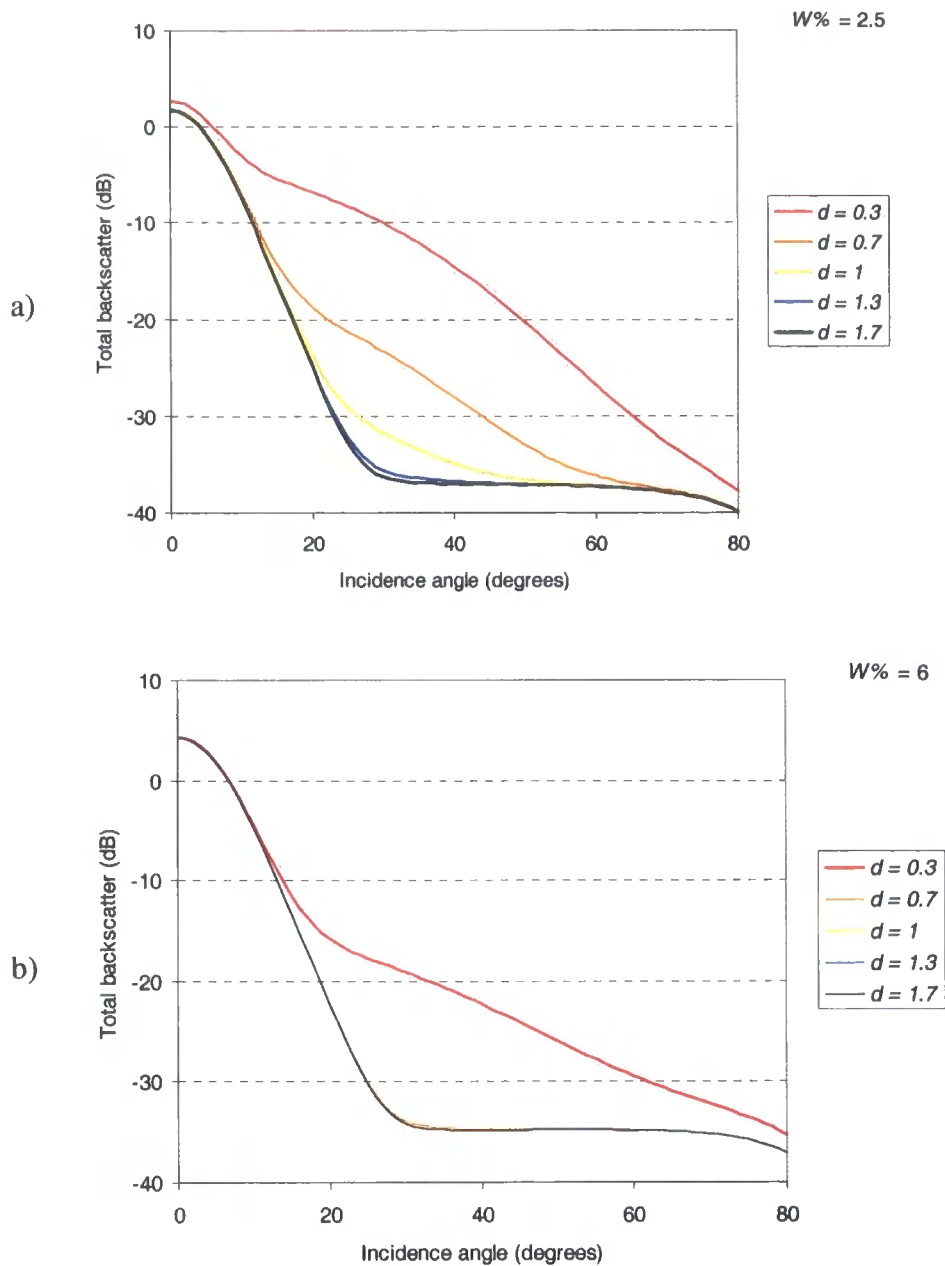 W% = 2.5
a)
Total backscatter (dB)
10
0
-10
-20
-30
-40
0 20 40 60 80
Incidence angle (degrees)
d = 0.3
d = 0.7
d = 1
d = 1.3
d = 1.7
W% = 6
b)
Total backscatter (dB)
10
0
-10
-20
-30
-40
0 20 40 60 80
Incidence angle (degrees)
d = 0.3
d = 0.7
d = 1
d = 1.3
d = 1.7